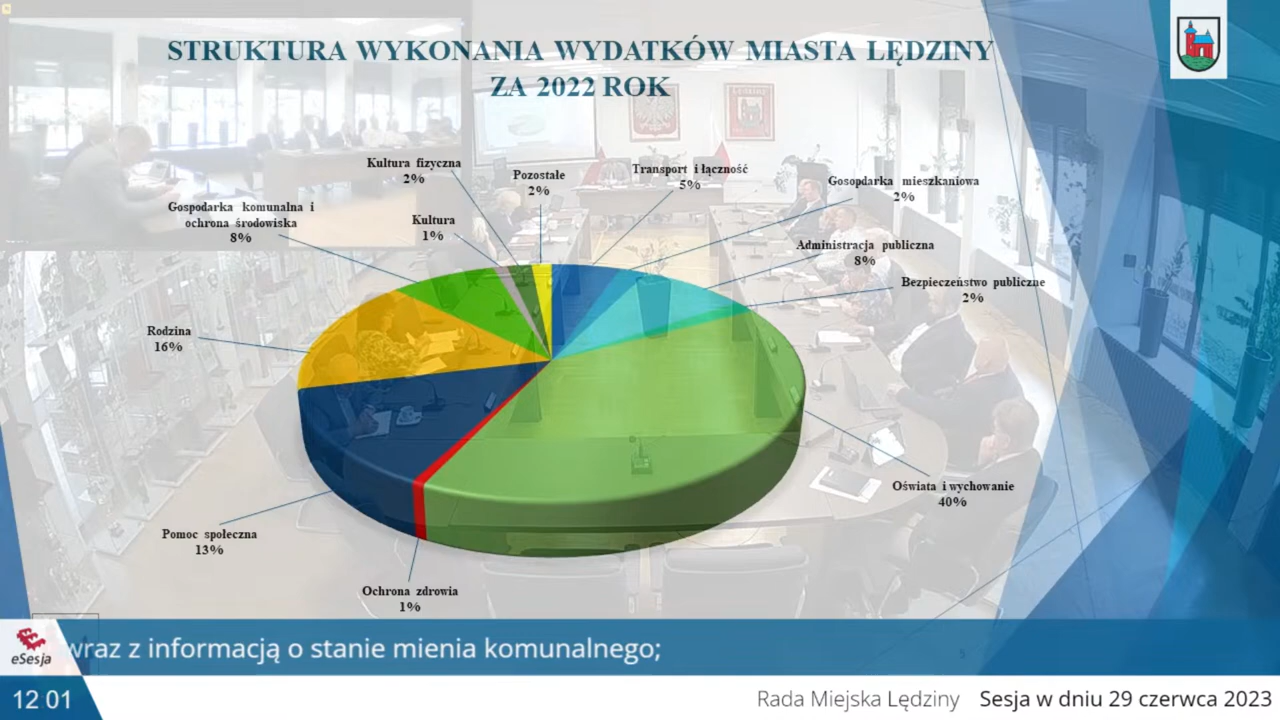 STRUKTURA WYKONANIA WYDATKÓW MIASTA LĘDZINY
ZA 2022 ROK
Kultura fizyczna
2%
Pozostałe
2%
Transport i łączność
5%
Gosopdarka mieszkaniowa
2%
Gospodarka komunalna i
ochrona środowiska
8%
Kultura
1%
Administracja publiczna
8%
Bezpieczeństwo publiczne
2%
Rodzina
16%
Oświata i wychowanie
40%
Pomoc społeczna
13%
Ochrona zdrowia
1%
wraz z informacją o stanie mienia komunalnego;
5
eSesja
12 01
Rada Miejska Lędziny Sesja w dniu 29 czerwca 2023